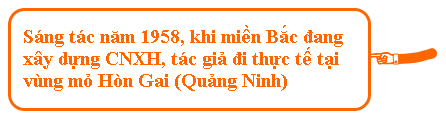 Sáng tác năm 1958, khi miền Bắc đang
xây dựng CNXH, tác giả đi thực tế tại
vùng mỏ Hòn Gai (Quảng Ninh)